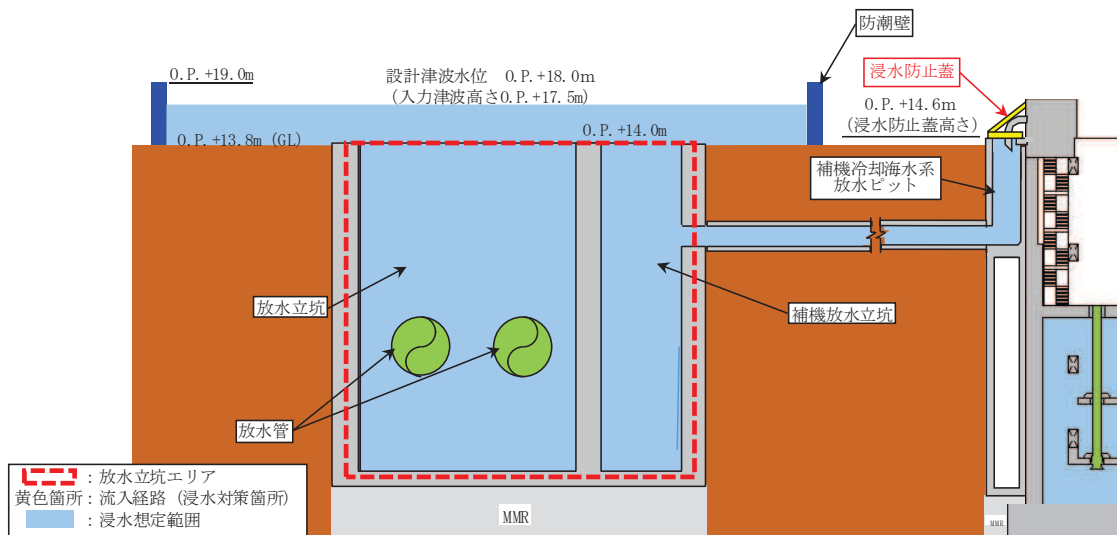 防潮壁
O.P.+19.0m
設計津波水位 O.P.+18.0m
(入力津波高さO.P.+17.5m)
浸水防止蓋
O.P.+14.6m
(浸水防止蓋高さ)
O.P.+13.8m (GL)
O.P.+14.0m
補機冷却海水系
放水ピット
放水立坑
補機放水立坑
放水管
:放水立坑エリア
黄色箇所:流入経路(浸水対策箇所)
:浸水想定範囲
MMR
MMR